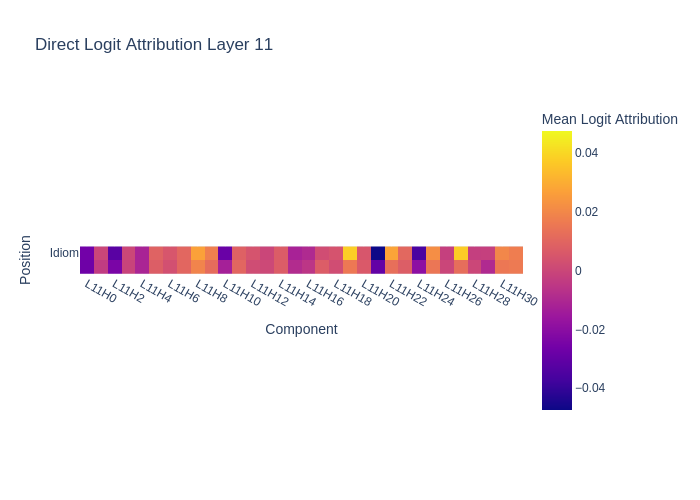 Direct Logit Attribution Layer 11
Mean Logit Attribution
0.04
0.02
0
−0.02
−0.04
Position
Idiom
L11H0
L11H2
L11H4
L11H6
L11H8
L11H10
L11H12
L11H14
L11H16
L11H18
L11H20
L11H22
L11H24
L11H26
L11H28
L11H30
Component